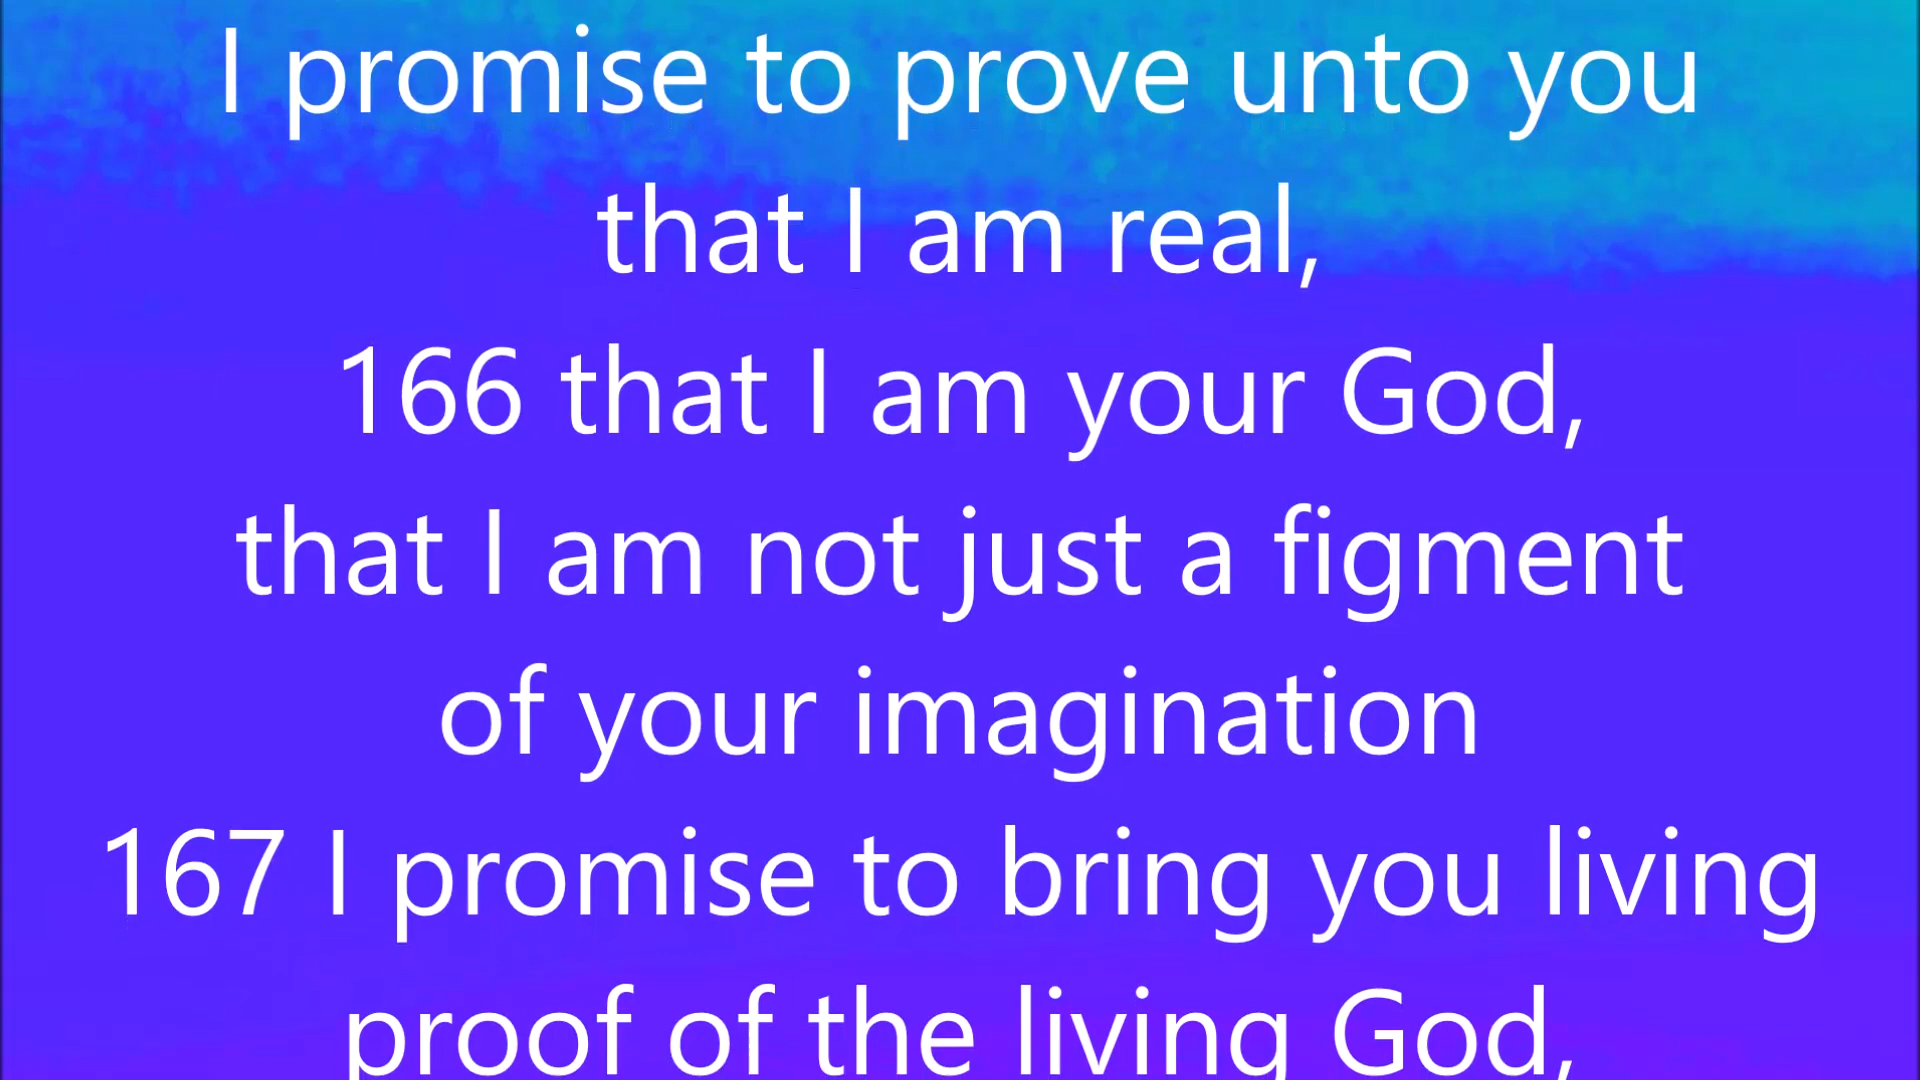 I promise to prove unto you
that I am real,
166 that I am your God,
that I am not just a figment
of your imagination
167 I promise to bring you living
proof of the living God,